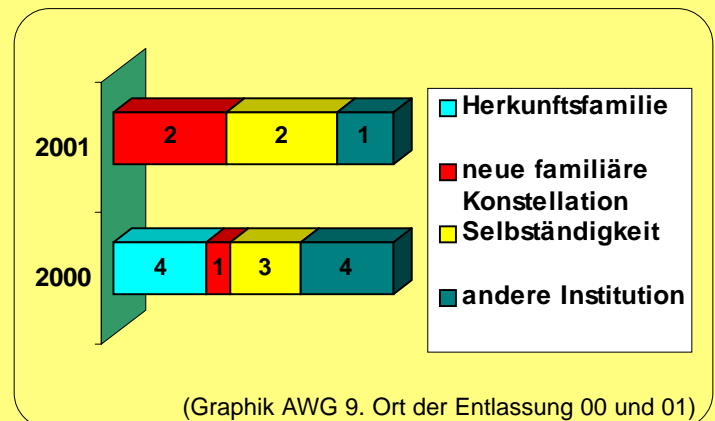 2001
2 2 1
2000
4 1 3 4
Herkunftsfamilie
neue familiäre
Konstellation
Selbständigkeit
andere Institution
(Graphik AWG 9. Ort der Entlassung 00 und 01)